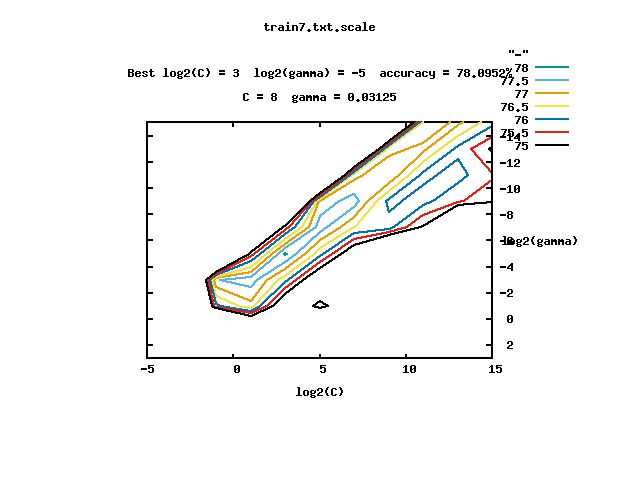 train7.txt.scale
"-"
Best log2(C) = 3  log2(gamma) = -5  accuracy = 78.0952%
78
77.5
77
C = 8  gamma = 0.03125
76.5
76
75.5
-14
75
-12
-10
-8
-6
log2(gamma)
-4
-2
0
2
-5 0 5 10 15
log2(C)